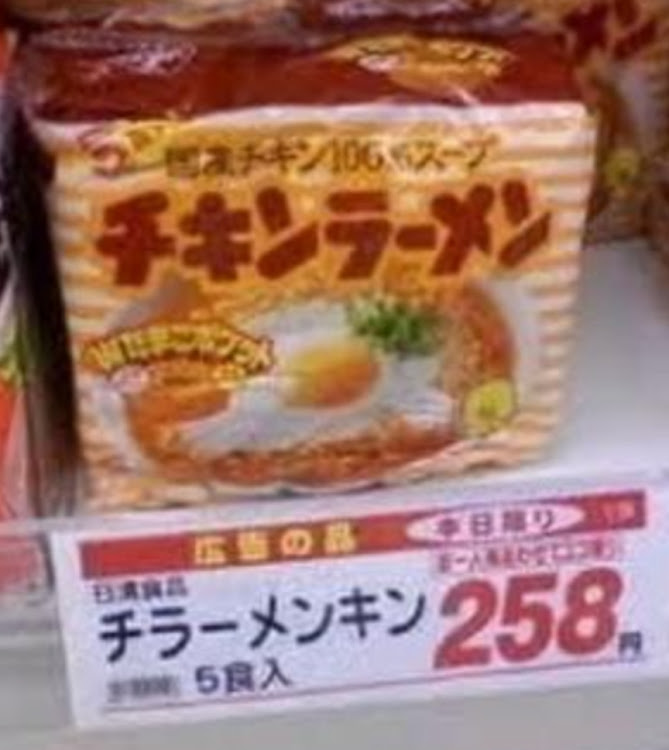 国産チキン100%スープ
チキンラーメン
広告の品
本日限り
日清食品
チラーメンキン
258円
5食入